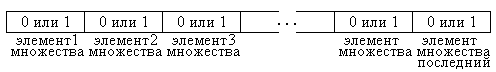 0 или 1 0 или 1 0 или 1 ... 0 или 1 0 или 1
элемент1 элемент2 элемент3 элемент элемент
множества множества множества множества множества
последний